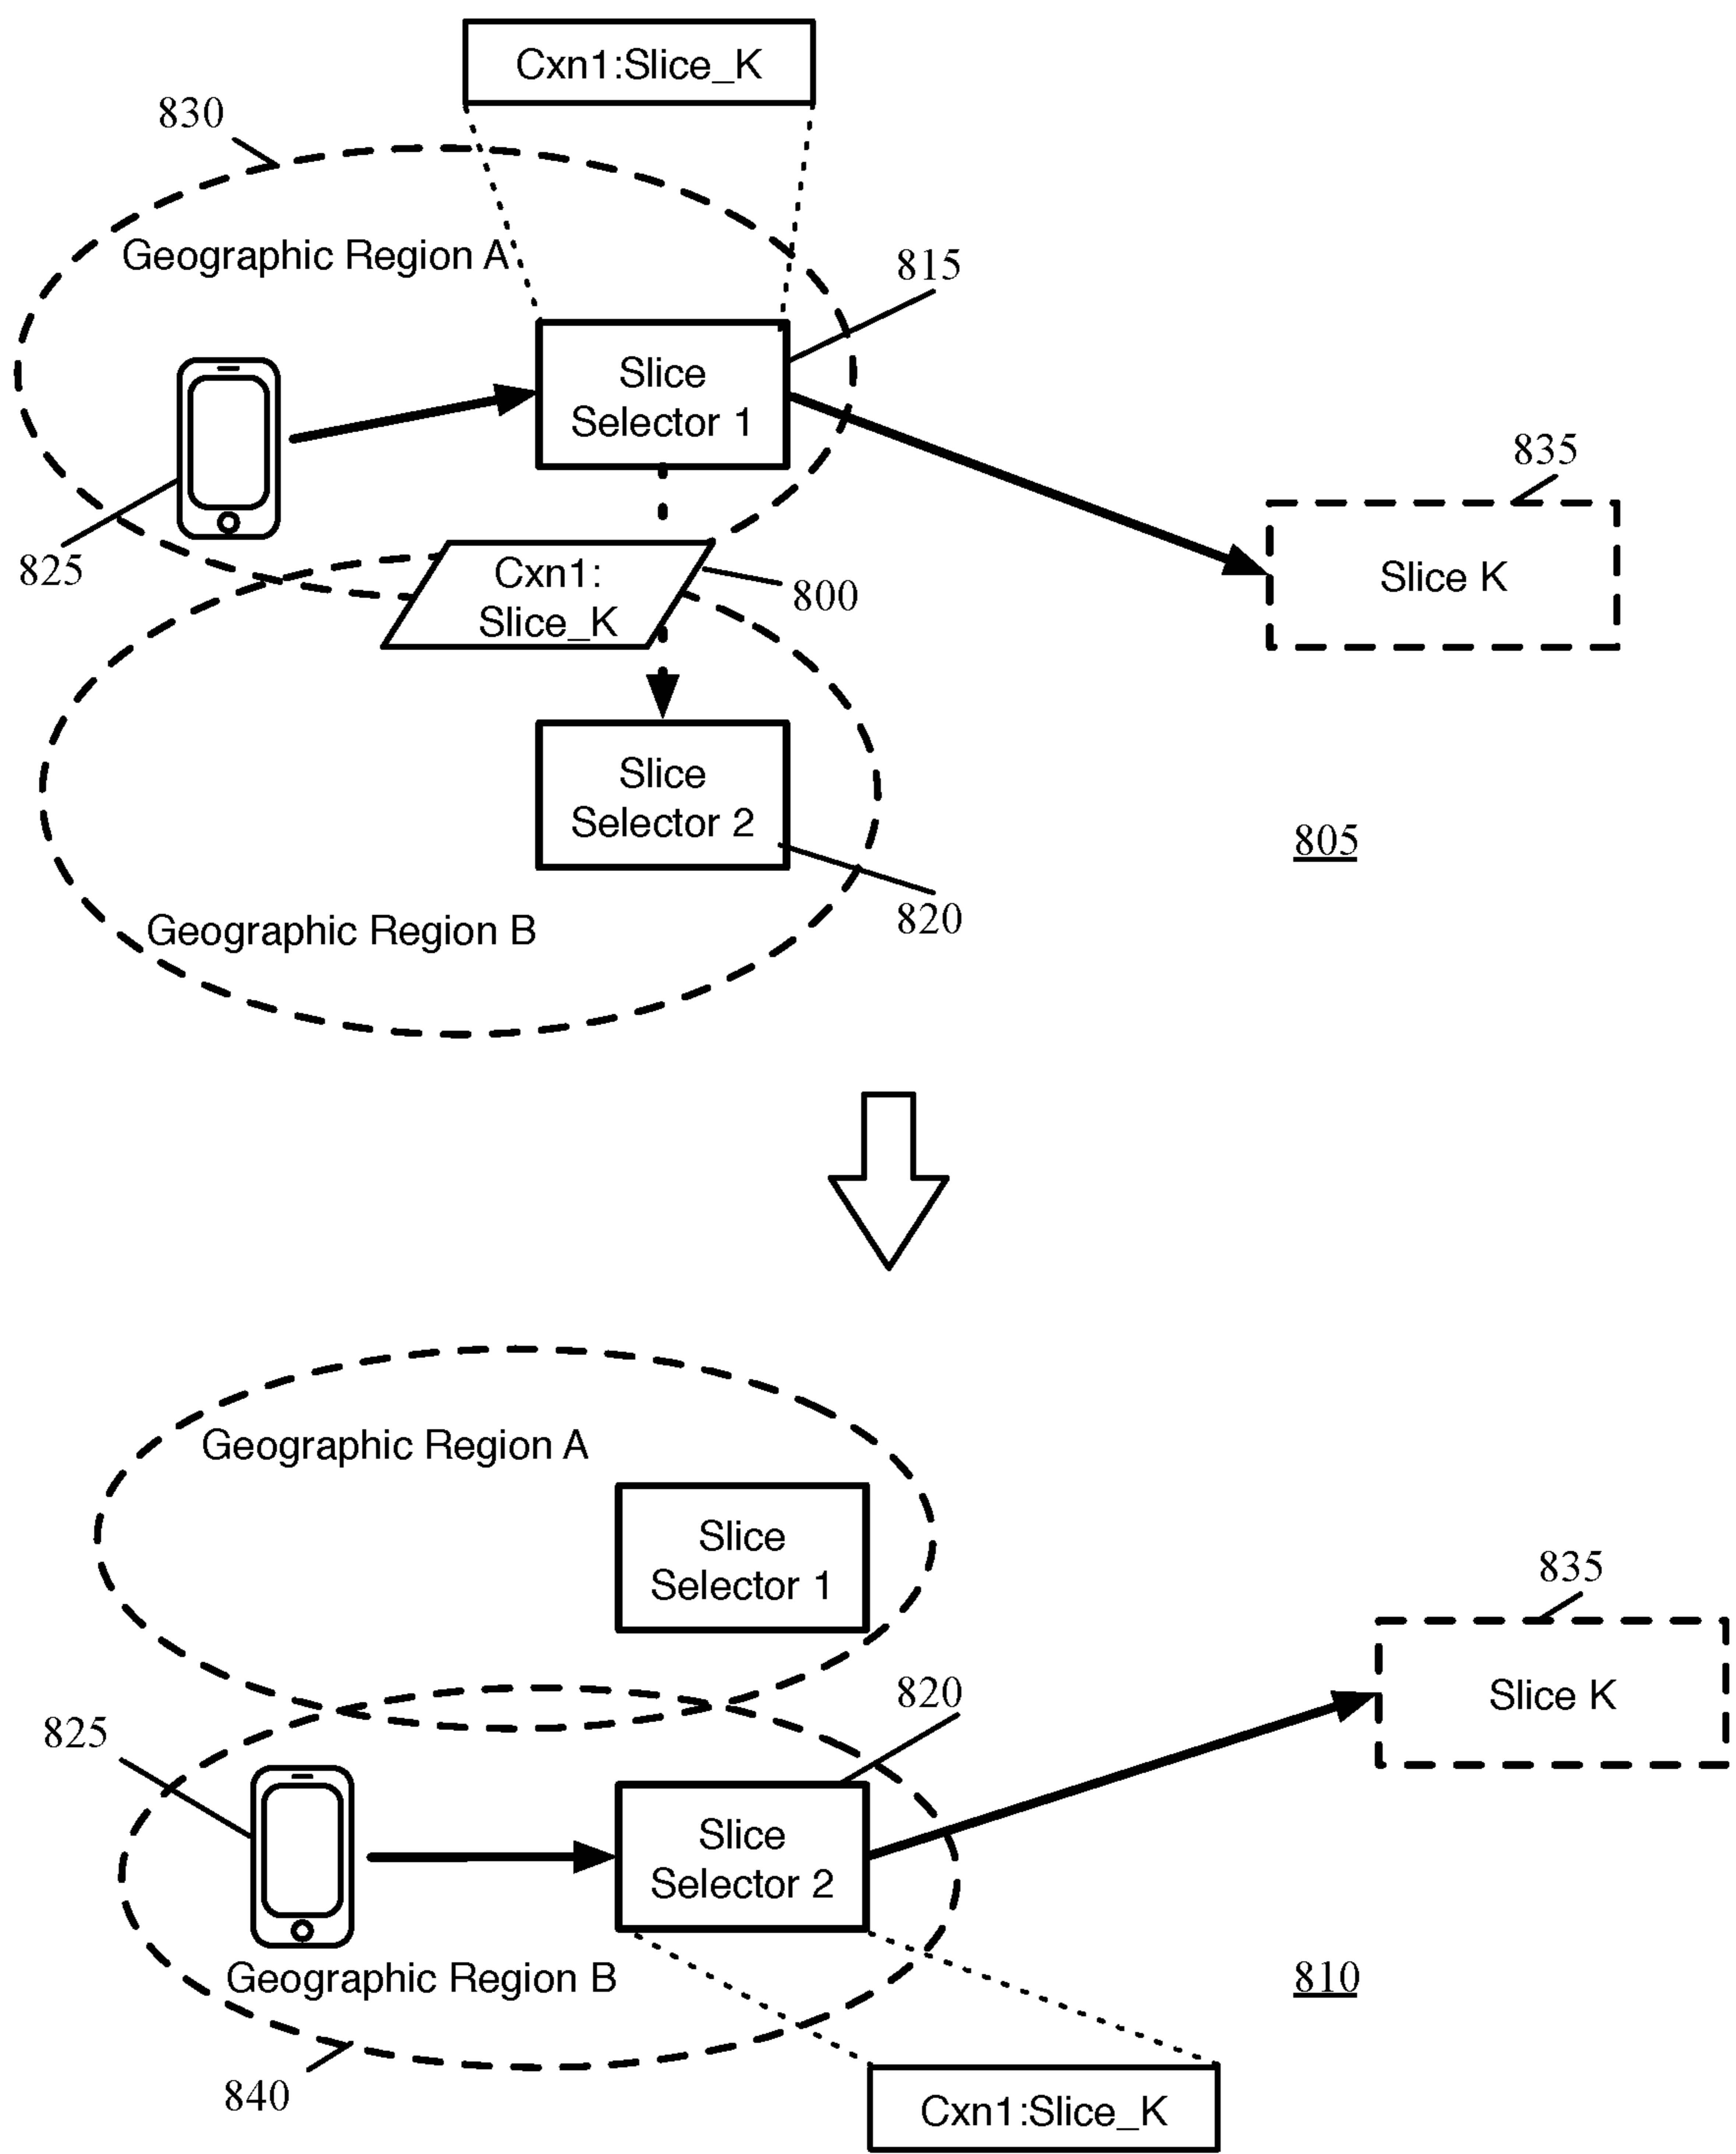 Cxn1:Slice_K
830
Geographic Region A
815
Slice
Selector 1
835
Slice K
825
Cxn1:
Slice_K
800
Slice
Selector 2
805
820
Geographic Region B
Geographic Region A
Slice
Selector 1
835
820
Slice K
825
Slice
Selector 2
Geographic Region B
810
840
Cxn1:Slice_K